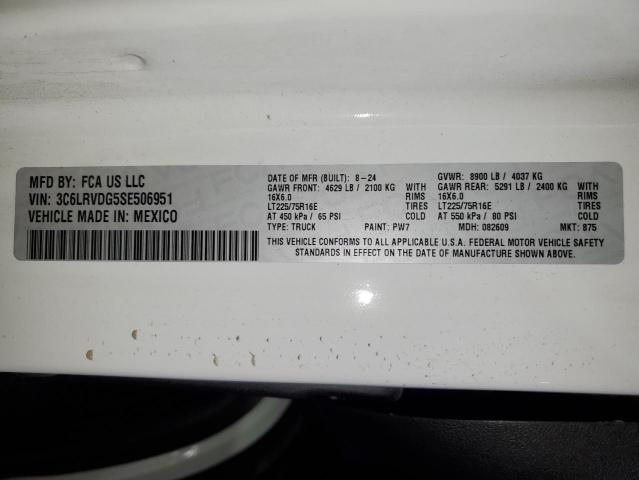 MFD BY: FCA US LLC
VIN: 3C6LRVDG5SE506951
VEHICLE MADE IN: MEXICO
DATE OF MFR (BUILT): 8-24 GVWR: 8900 LB / 4037 KG
GAWR FRONT: 4629 LB / 2100 KG WITH GAWR REAR: 5291 LB / 2400 KG WITH
16X6.0 RIMS 16X6.0 RIMS
LT225/75R16E TIRES LT225/75R16E TIRES
AT 450 kPa / 65 PSI COLD AT 550 kPa / 80 PSI COLD
TYPE: TRUCK PAINT: PW7 MDH: 082609 MKT: 875
THIS VEHICLE CONFORMS TO ALL APPLICABLE U.S.A. FEDERAL MOTOR VEHICLE SAFETY
STANDARDS IN EFFECT ON THE DATE OF MANUFACTURE SHOWN ABOVE.